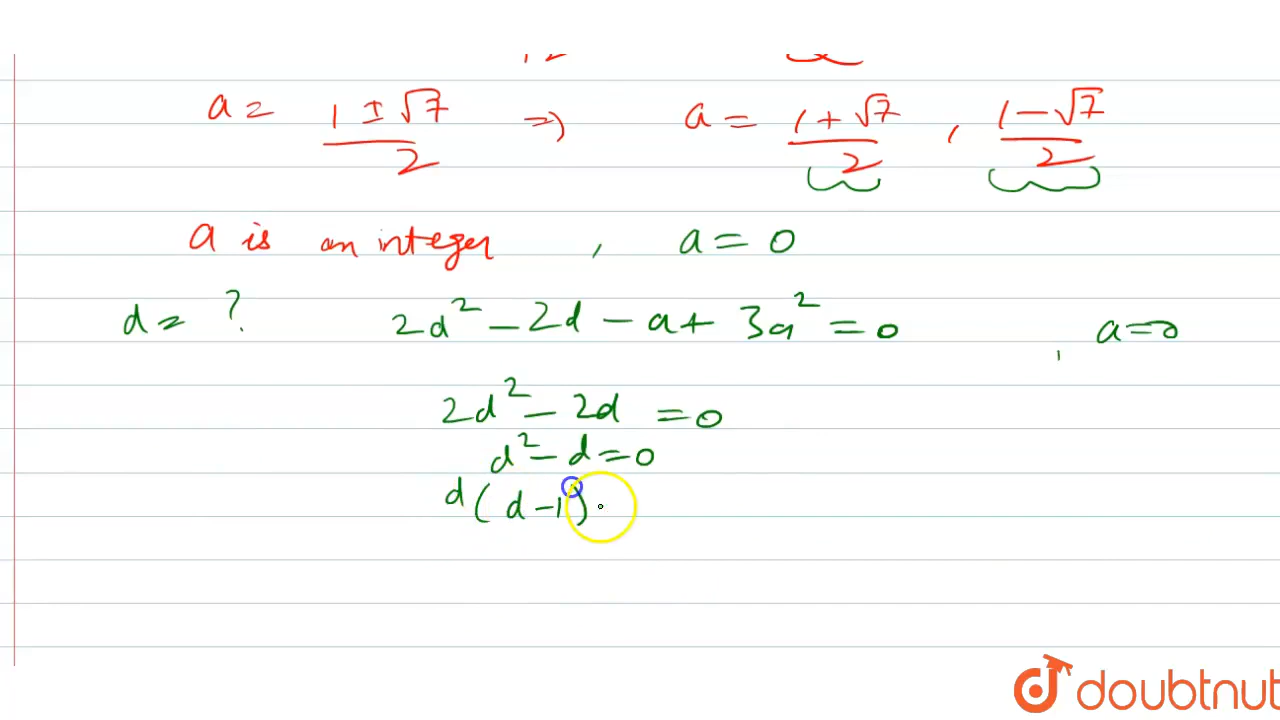 a = (1 ± √7)/2 ⇒ a = (1 + √7)/2 , (1 - √7)/2
a is an integer , a = 0
d = ? 2d² - 2d - a + 3a² = 0 , a = 0
2d² - 2d = 0
d² - d = 0
d ( d - 1 )
doubtnut